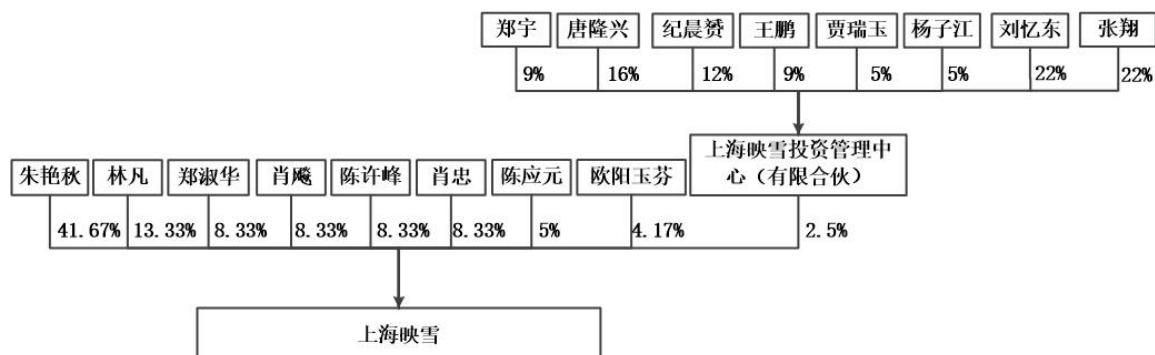 郑宇 唐隆兴 纪晨赟 王鹏 贾瑞玉 杨子江 刘忆东 张翔
9% 16% 12% 9% 5% 5% 22% 22%
上海映雪投资管理中
心（有限合伙）
朱艳秋 林凡 郑淑华 肖飚 陈许峰 肖忠 陈应元 欧阳玉芬
41.67% 13.33% 8.33% 8.33% 8.33% 8.33% 5% 4.17% 2.5%
上海映雪